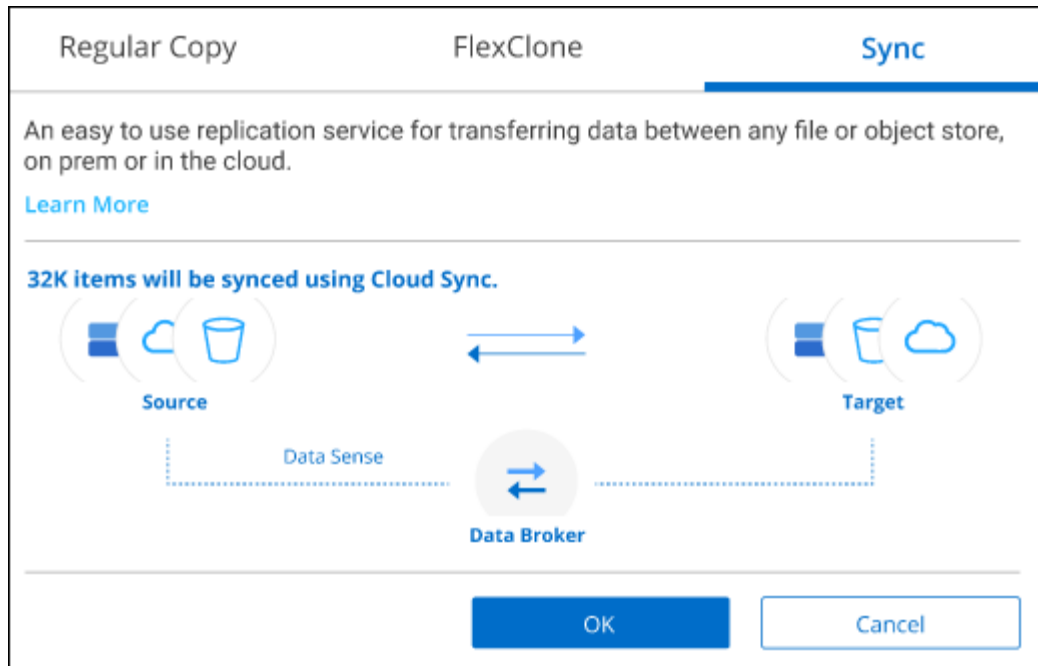 Regular Copy
FlexClone
Sync
An easy to use replication service for transferring data between any file or object store,
on prem or in the cloud.
Learn More
32K items will be synced using Cloud Sync.
Source
Target
Data Sense
Data Broker
OK
Cancel